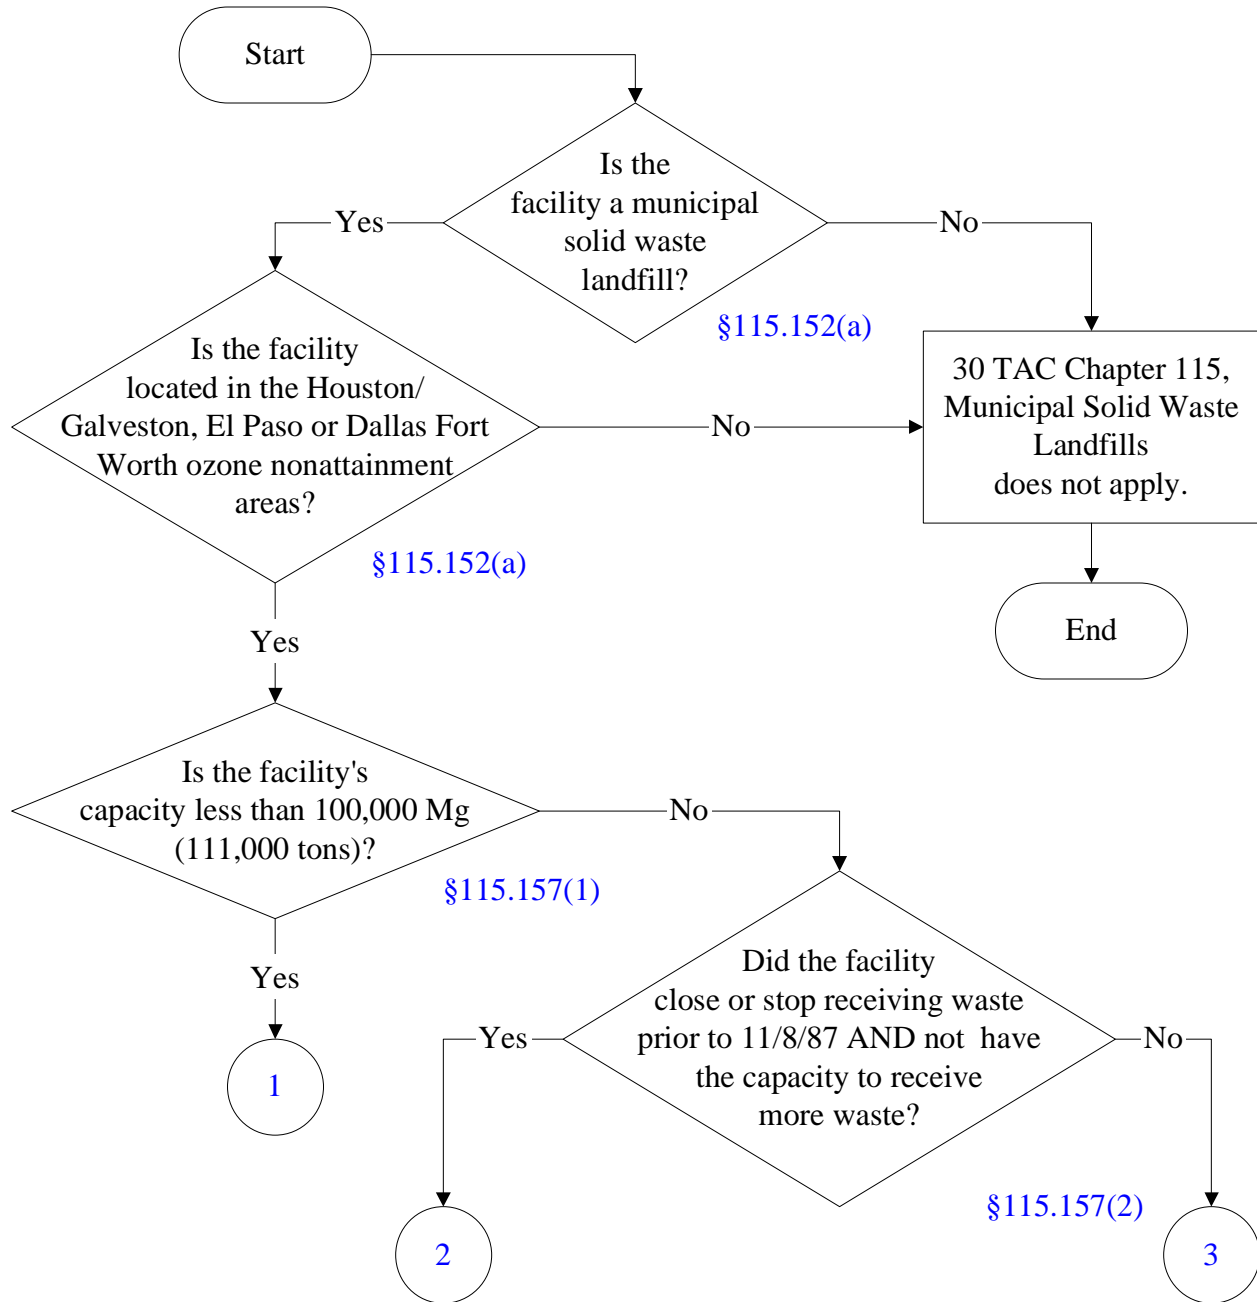 Start
Is the
facility a municipal
solid waste
landfill?
Yes
No
§115.152(a)
Is the facility
located in the Houston/
Galveston, El Paso or Dallas Fort
Worth ozone nonattainment
areas?
No
30 TAC Chapter 115,
Municipal Solid Waste
Landfills
does not apply.
§115.152(a)
End
Yes
Is the facility's
capacity less than 100,000 Mg
(111,000 tons)?
No
§115.157(1)
Yes
Did the facility
close or stop receiving waste
prior to 11/8/87 AND not  have
the capacity to receive
more waste?
Yes
No
1
§115.157(2)
2
3